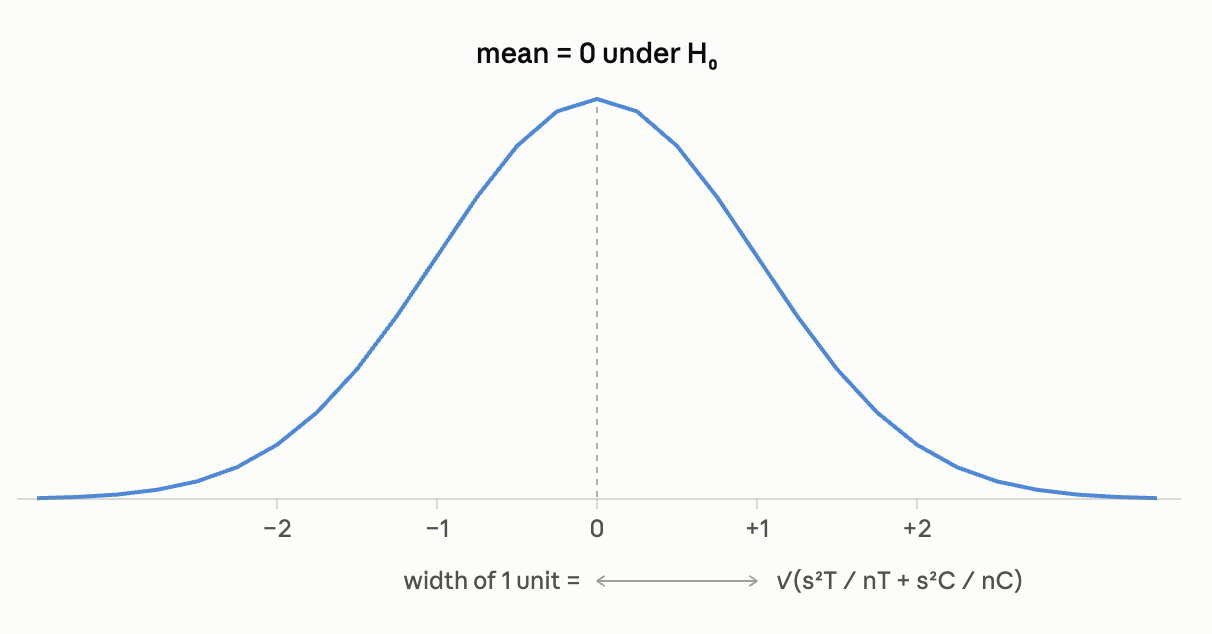 mean = 0 under H₀
−2 −1 0 +1 +2
width of 1 unit = √(s²T / nT + s²C / nC)